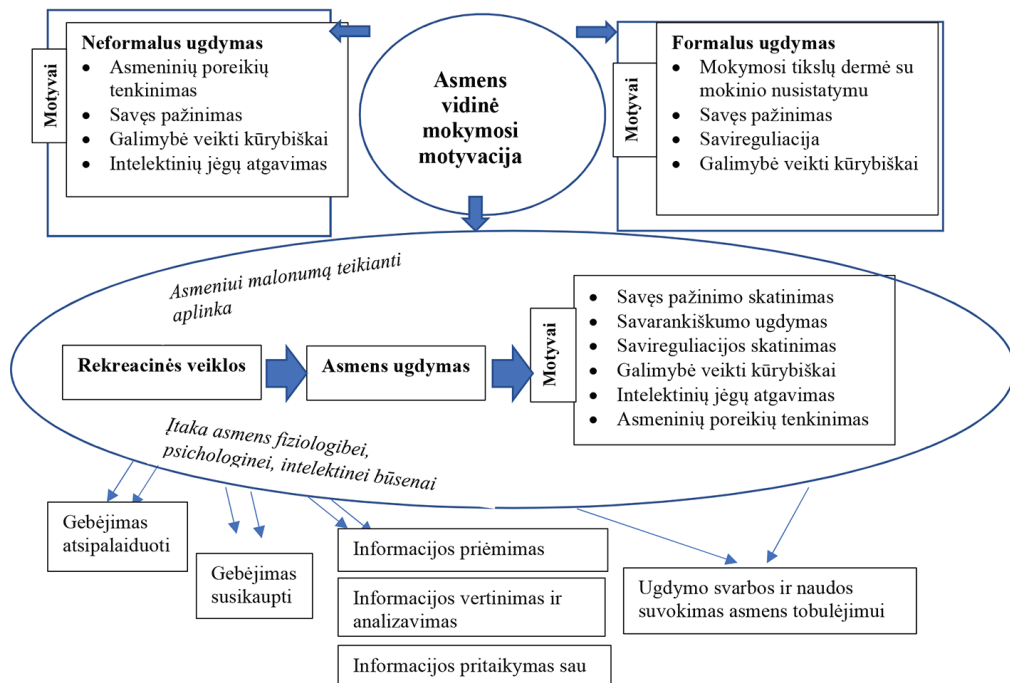 Motyvai
Neformalus ugdymas
Asmeninių poreikių
tenkinimas
Savęs pažinimas
Galimybė veikti kūrybiškai
Intelektinių jėgų atgavimas
Asmens
vidinė
mokymosi
motyvacija
Motyvai
Formalus ugdymas
Mokymosi tikslų dermė su
mokinio nusistatymu
Savęs pažinimas
Savireguliacija
Galimybė veikti kūrybiškai
Asmeniui malonumą teikianti
aplinka
Rekreacinės veiklos
Asmens ugdymas
Motyvai
Savęs pažinimo skatinimas
Savarankiškumo ugdymas
Savireguliacijos skatinimas
Galimybė veikti kūrybiškai
Intelektinių jėgų atgavimas
Asmeninių poreikių tenkinimas
Įtaka asmens fiziologibei,
psichologinei, intelektinei būsenai
Gebėjimas
atsipalaiduoti
Gebėjimas
susikaupti
Informacijos priėmimas
Informacijos vertinimas ir
analizavimas
Informacijos pritaikymas sau
Ugdymo svarbos ir naudos
suvokimas asmens tobulėjimui